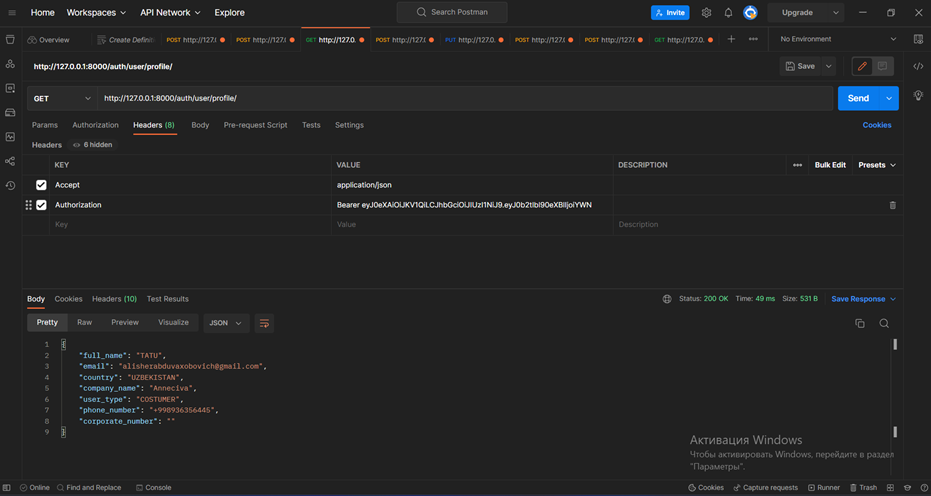 Home Workspaces API Network Explore Search Postman Invite Upgrade
Overview Create Definiti POST http://127.( POST http://127.( GET http://127.0. POST http://127.( PUT http://127.0. POST http://127.( POST http://127.( GET http://127.0. No Environment
http://127.0.0.1:8000/auth/user/profile/ Save
GET http://127.0.0.1:8000/auth/user/profile/ Send
Params Authorization Headers (8) Body Pre-request Script Tests Settings Cookies
Headers 6 hidden
KEY VALUE DESCRIPTION Bulk Edit Presets
Accept application/json
Authorization Bearer
Key Value Description
Body Cookies Headers (10) Test Results Status: 200 OK Time: 49 ms Size: 531 B Save Response
Pretty Raw Preview Visualize JSON
1 {
2 "full_name": "TATU",
3 "email": "alisherabduvaxobovich@gmail.com",
4 "country": "UZBEKISTAN",
5 "company_name": "Anneciva",
6 "user_type": "COSTUMER",
7 "phone_number": "+998936356445",
8 "corporate_number": ""
9 }
Активация Windows
Чтобы активировать Windows, перейдите в раздел
"Параметры".
Online Find and Replace Console Cookies Capture requests Runner Trash